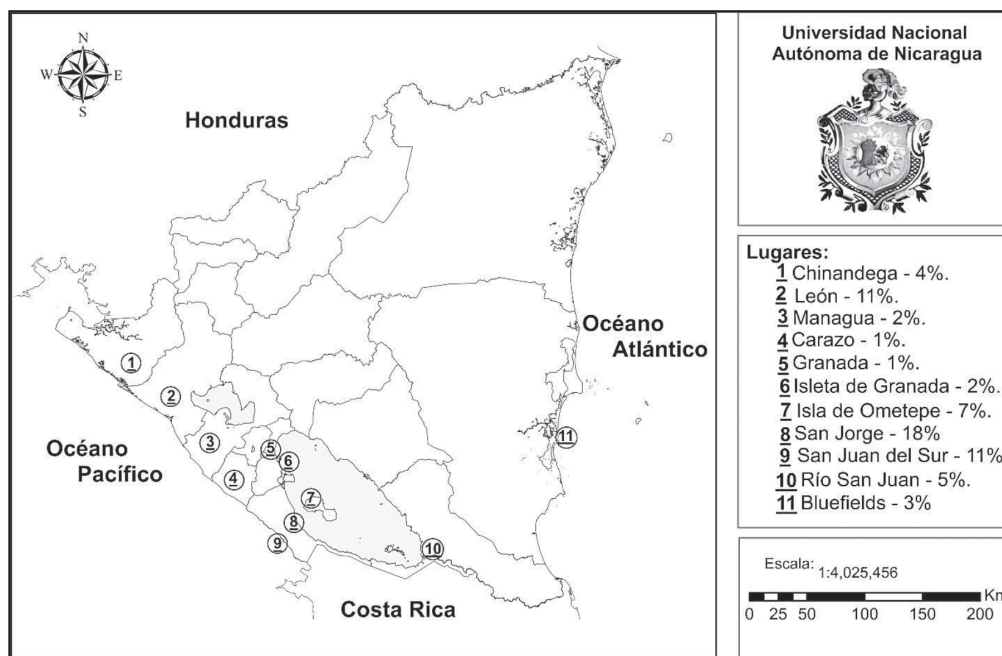 N
W
E
S
Honduras
Océano
Atlántico
Océano
Pacífico
Costa Rica
1
2
3
4
5
6
7
8
9
10
11
Universidad Nacional
Autónoma de Nicaragua
Lugares:
1 Chinandega - 4%.
2 León - 11%.
3 Managua - 2%.
4 Carazo - 1%.
5 Granada - 1%.
6 Isleta de Granada - 2%.
7 Isla de Ometepe - 7%.
8 San Jorge - 18%
9 San Juan del Sur - 11%
10 Río San Juan - 5%.
11 Bluefields - 3%
Escala: 1:4,025,456
Km
0 25 50 100 150 200